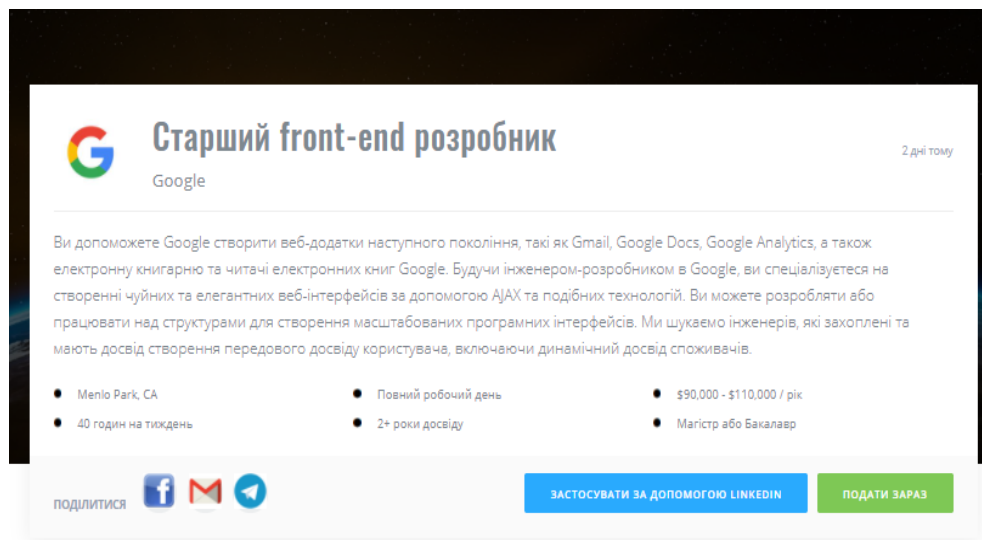 Старший front-end розробник
2 дні тому
Google
Ви допоможете Google створити веб-додатки наступного покоління, такі як Gmail, Google Docs, Google Analytics, а також
електронну книгарню та читачі електронних книг Google. Будучи інженером-розробником в Google, ви спеціалізуєтеся на
створенні чуйних та елегантних веб-інтерфейсів за допомогою AJAX та подібних технологій. Ви можете розробляти або
працювати над структурами для створення масштабованих програмних інтерфейсів. Ми шукаємо інженерів, які захоплені та
мають досвід створення передового досвіду користувача, включаючи динамічний досвід споживачів.
Menlo Park, CA
Повний робочий день
$90,000 - $110,000 / рік
40 годин на тиждень
2+ роки досвіду
Магістр або Бакалавр
ПОДІЛИТИСЯ
ЗАСТОСУВАТИ ЗА ДОПОМОГОЮ LINKEDIN
ПОДАТИ ЗАРАЗ